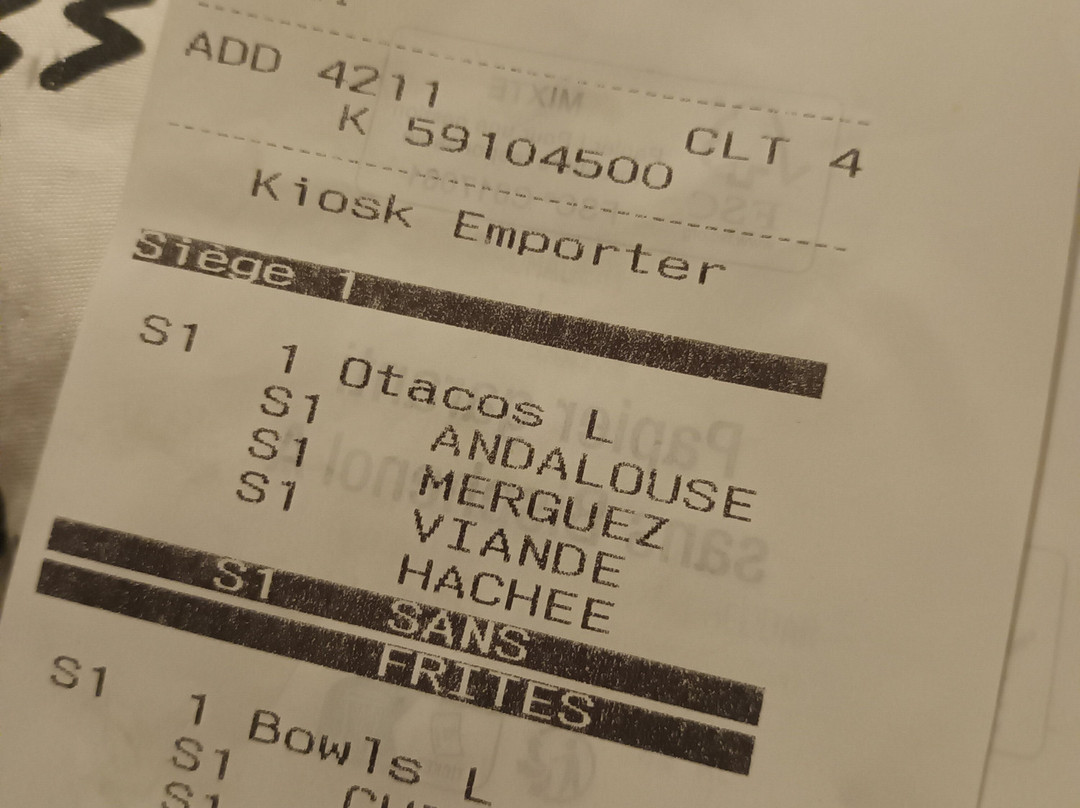 ADD 4211 CLT 4
K 59104500
Kiosk Emporter
Siège 1
S1 1 Otacos L
S1 ANDALOUSE
S1 MERGUEZ
S1 VIANDE
HACHEE
S1 SANS
FRITES
S1 1 Bowls L
S1
S1